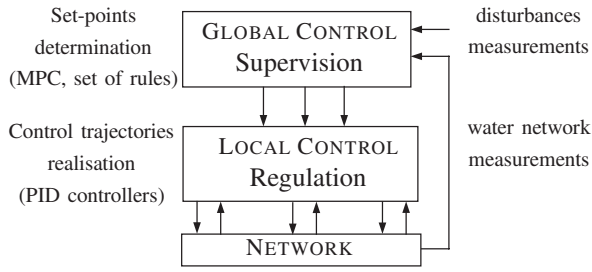 Set-points
determination
(MPC, set of rules)
GLOBAL CONTROL
Supervision
disturbances
measurements
Control trajectories
realisation
(PID controllers)
LOCAL CONTROL
Regulation
water network
measurements
NETWORK